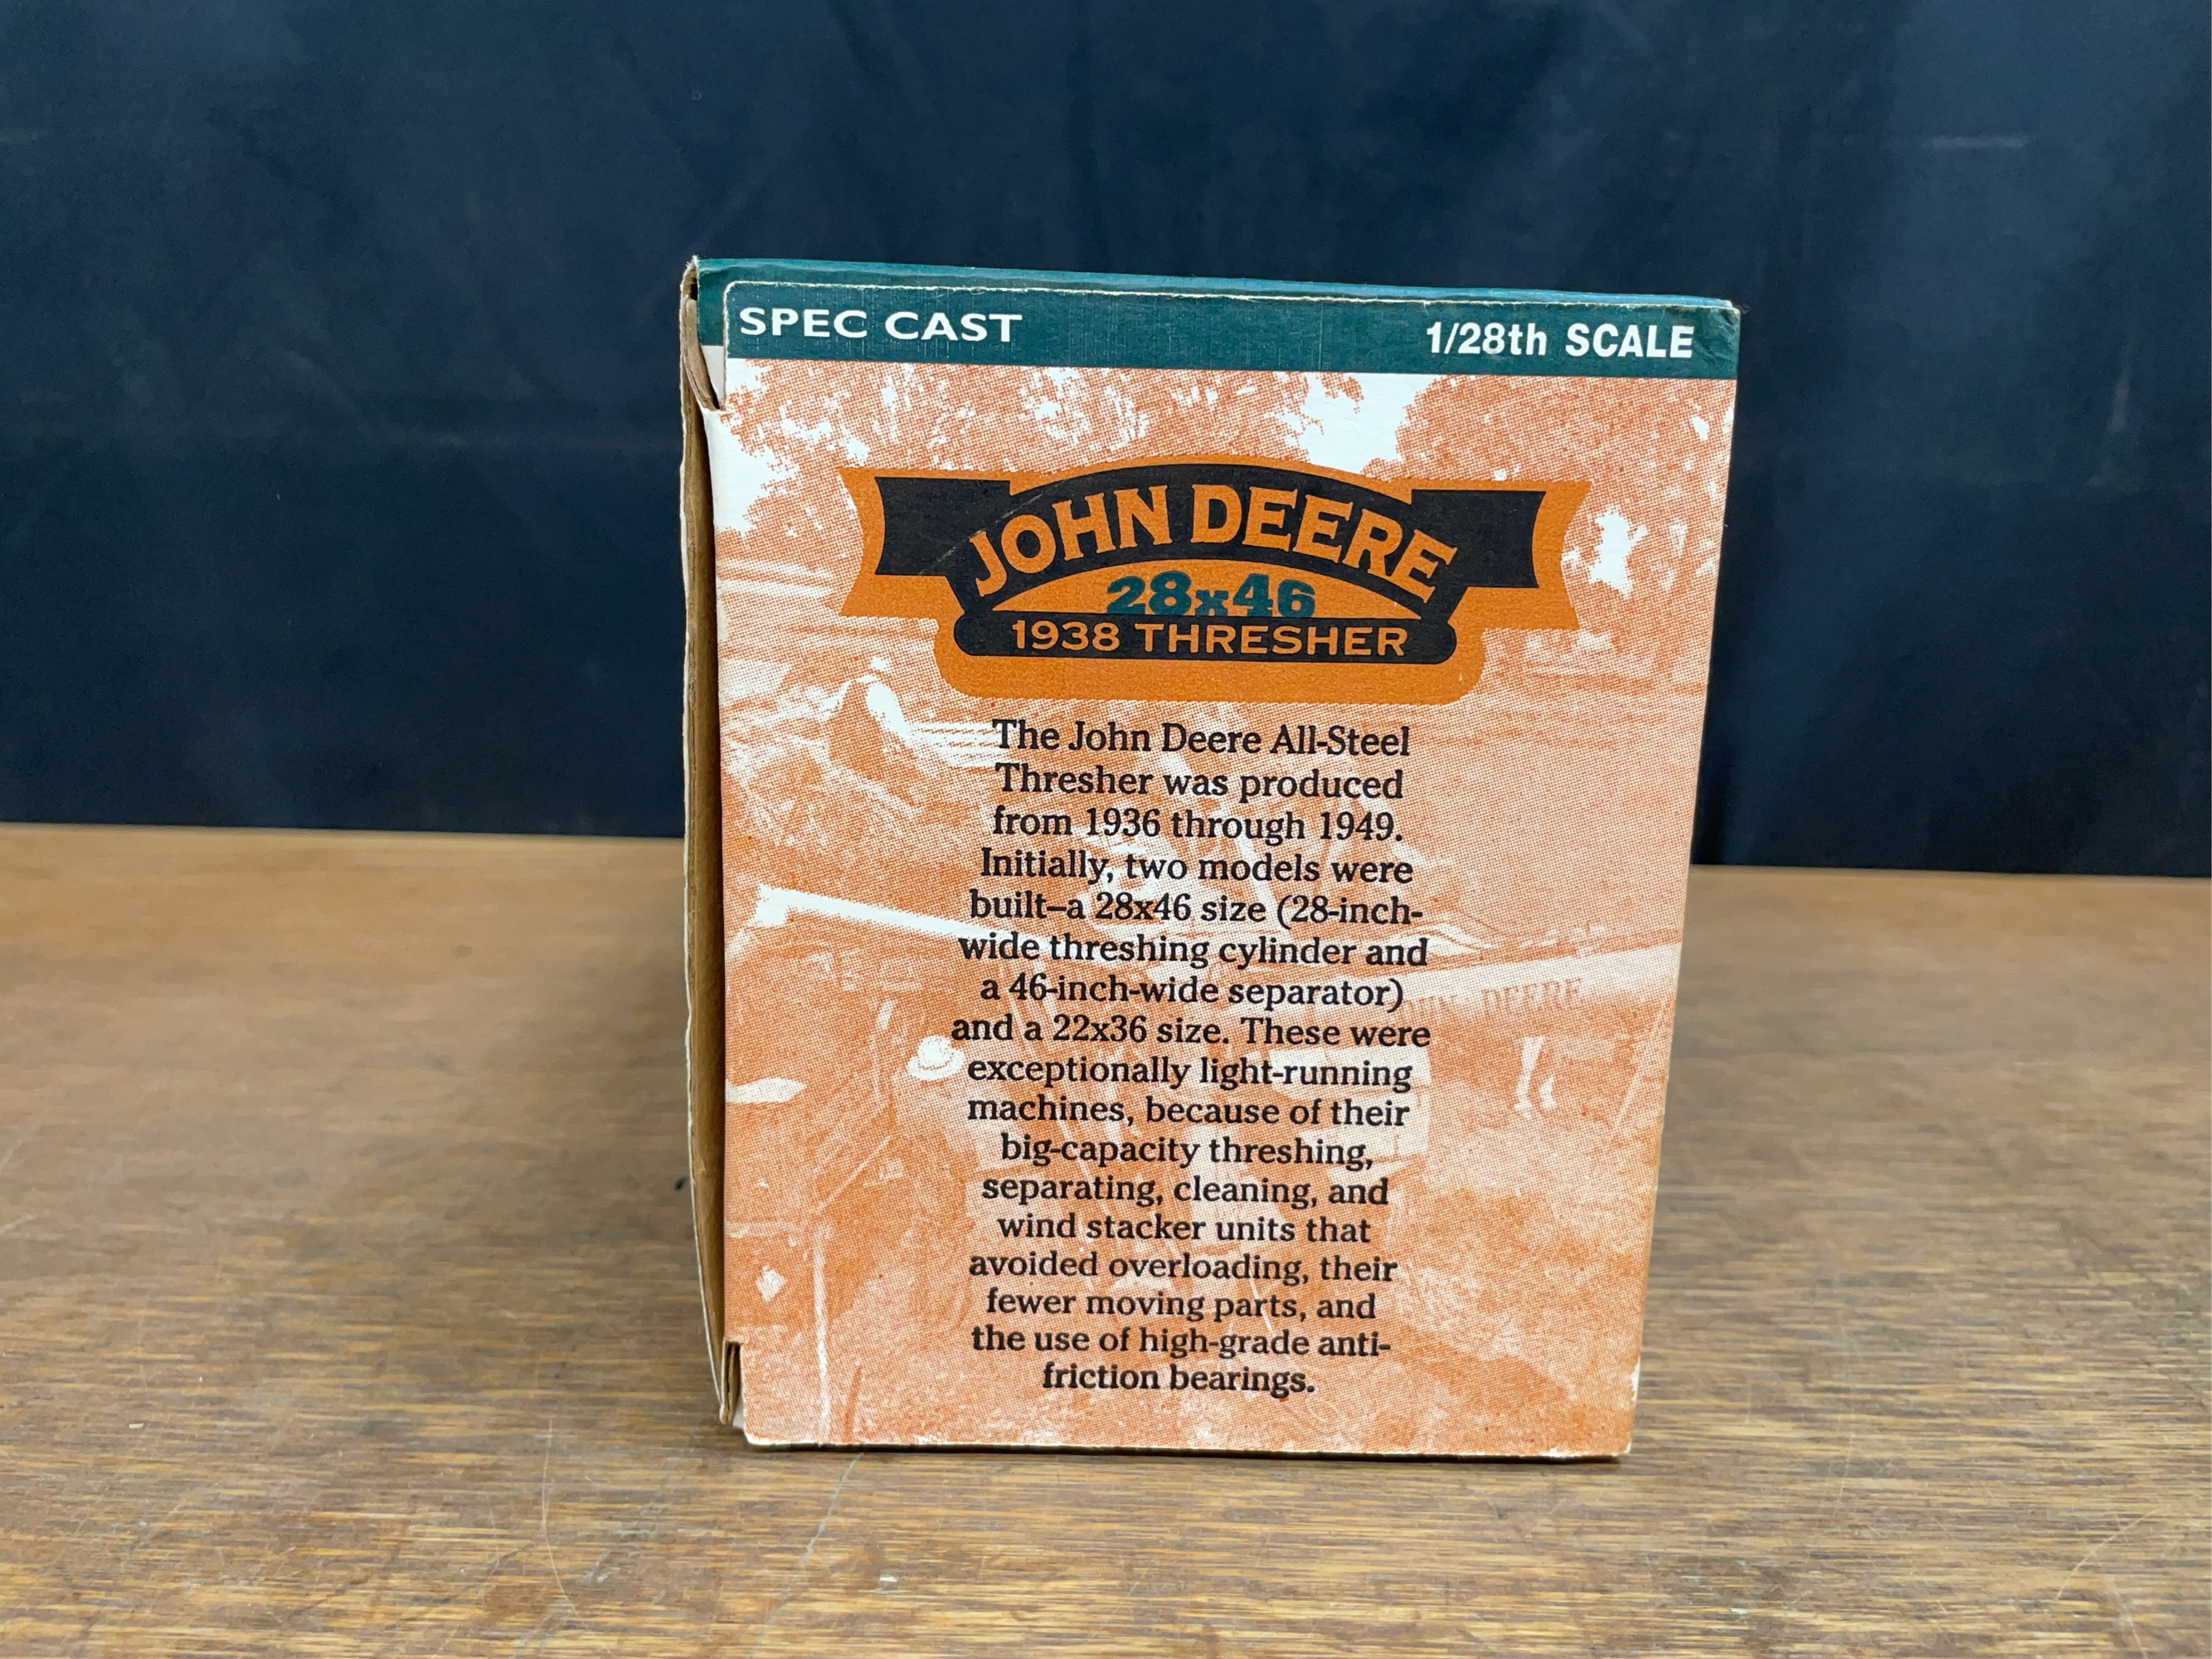 SPEC CAST
1/28th SCALE
JOHN DEERE
28x46
1938 THRESHER
The John Deere All-Steel
Thresher was produced
from 1936 through 1949.
Initially, two models were
built–a 28x46 size (28-inch-
wide threshing cylinder and
a 46-inch-wide separator)
and a 22x36 size. These were
exceptionally light-running
machines, because of their
big-capacity threshing,
separating, cleaning, and
wind stacker units that
avoided overloading, their
fewer moving parts, and
the use of high-grade anti-
friction bearings.
DEERE